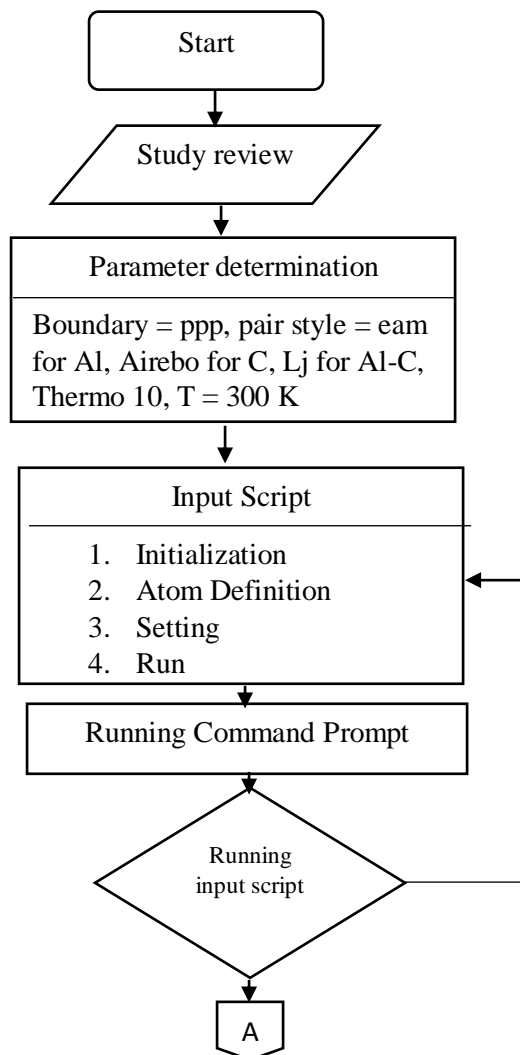 Start
Study review
Parameter determination
Boundary = ppp, pair style = eam
for Al, Airebo for C, Lj for Al-C,
Thermo 10, T = 300 K
Input Script
1. Initialization
2. Atom Definition
3. Setting
4. Run
Running Command Prompt
Running
input script
A